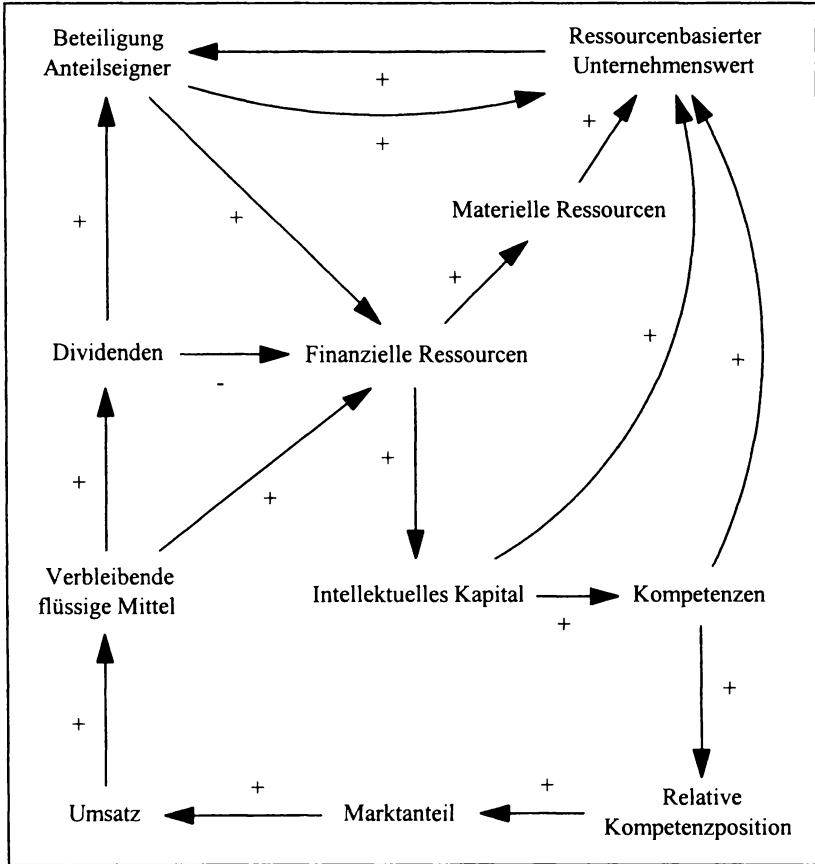 Beteiligung
Anteilseigner
Ressourcenbasierter
Unternehmenswert
+
+
+
Materielle Ressourcen
+
+
+
Dividenden
-
Finanzielle Ressourcen
+
+
+
+
+
Verbleibende
flüssige Mittel
Intellektuelles Kapital
+
Kompetenzen
+
+
Umsatz
+
Marktanteil
+
Relative
Kompetenzposition